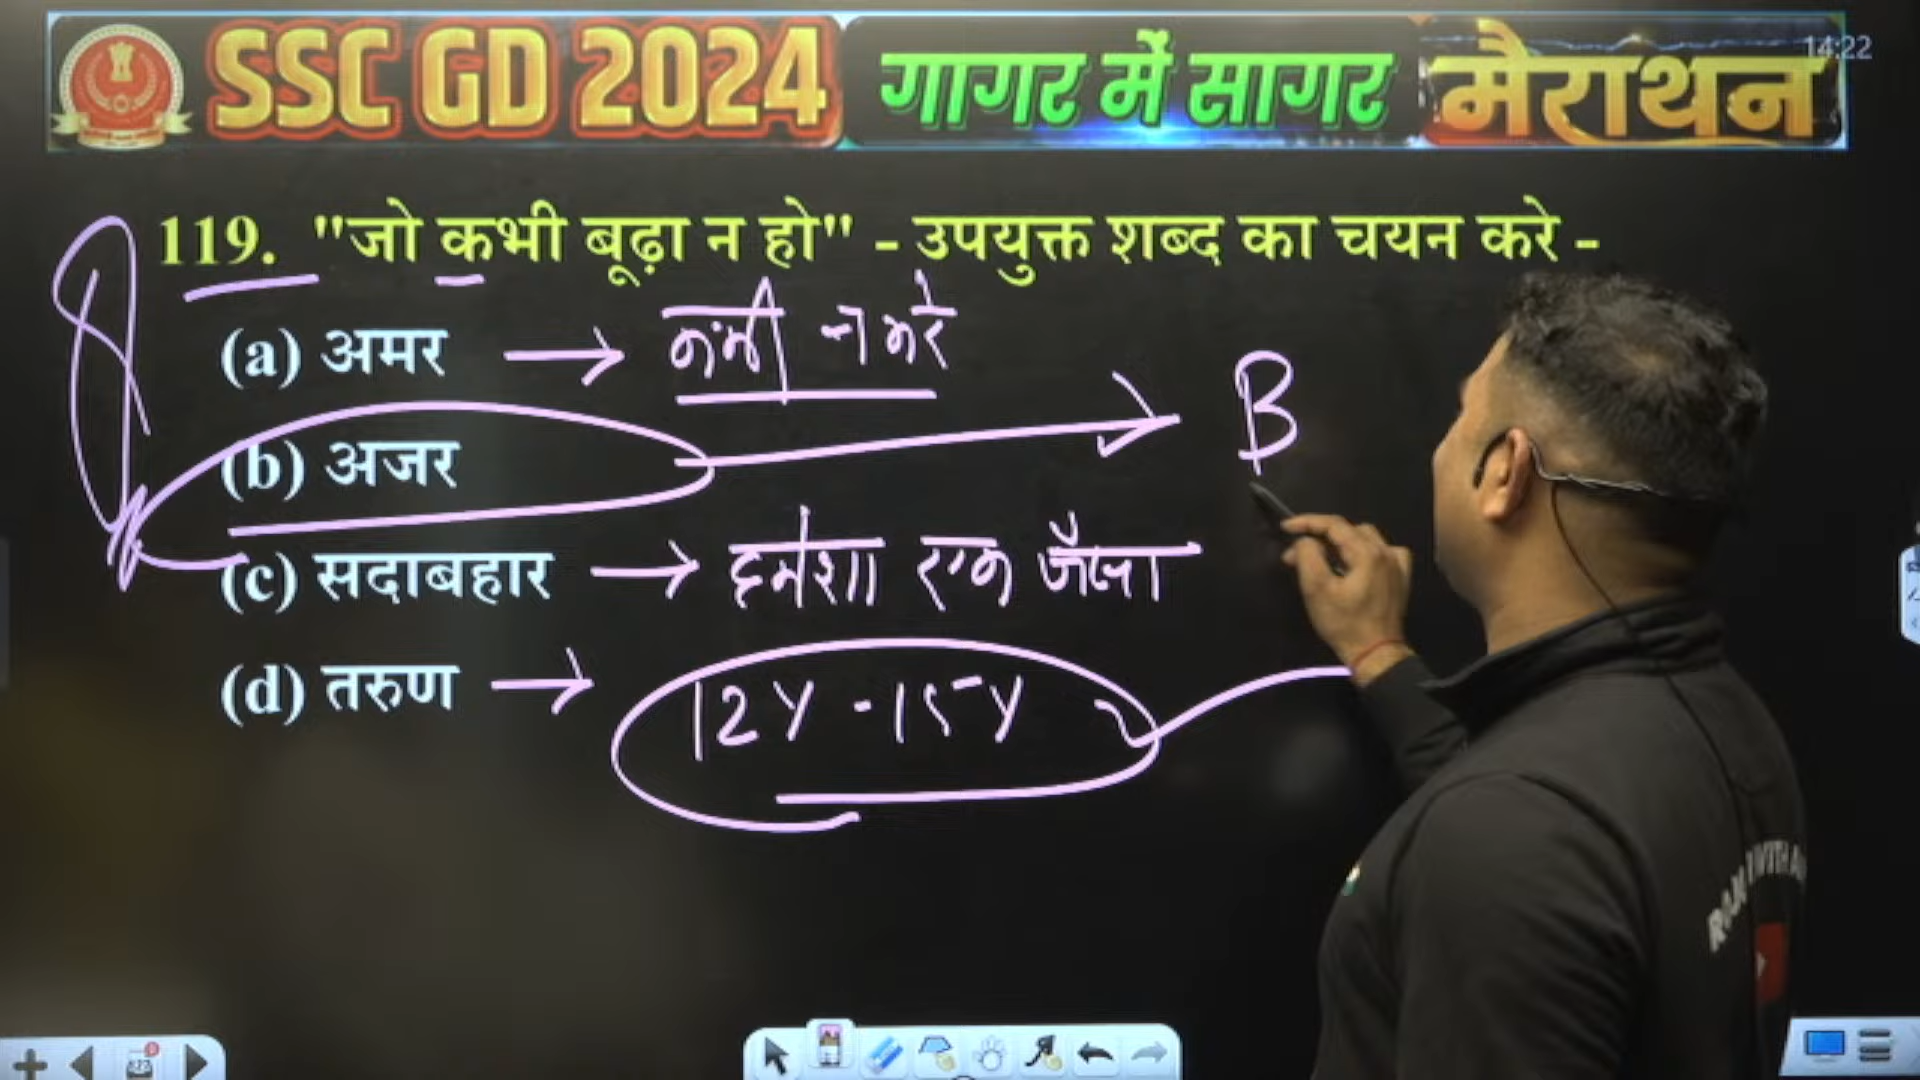 SSC GD 2024 गागर में सागर मैराथन
14:22
119. "जो कभी बूढ़ा न हो" - उपयुक्त शब्द का चयन करे -
(a) अमर → कभी न मरे
(b) अजर → B
(c) सदाबहार → हमेशा एक जैसा
(d) तरुण → 12Y - 15Y